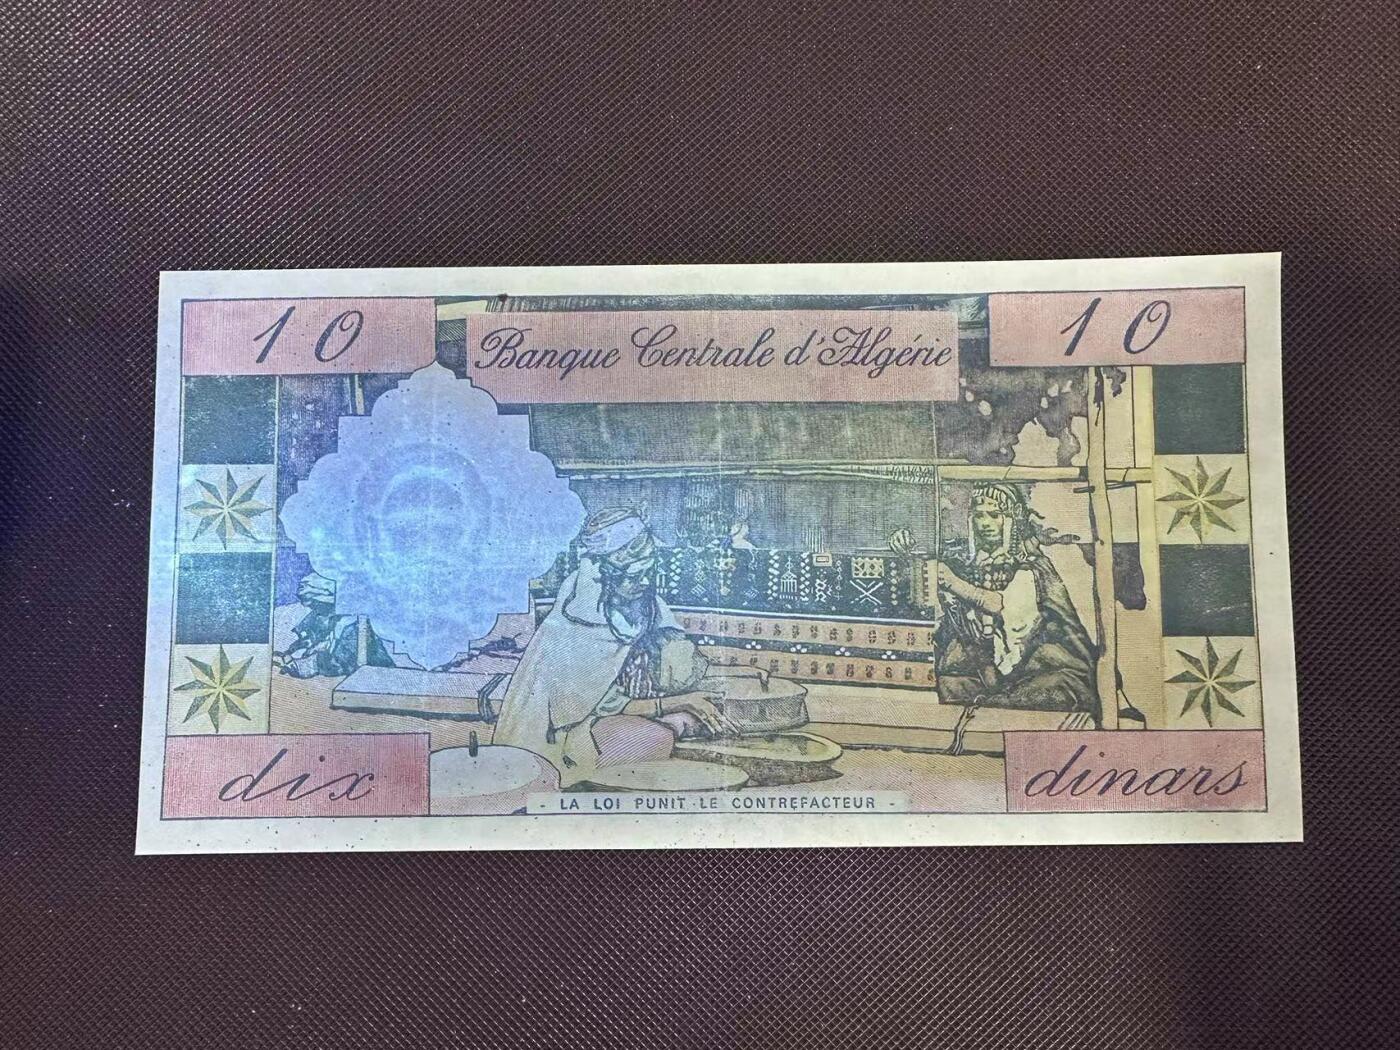 10
Banque Centrale d'Algérie
10
dix
- LA LOI PUNIT LE CONTREFACTEUR -
dinars